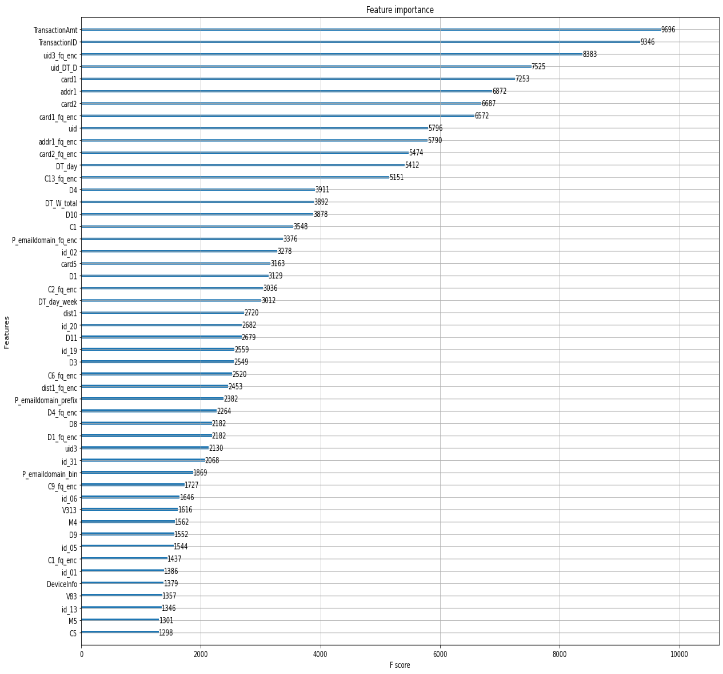 Feature importance
TransactionAmt 9696
TransactionID 9346
uid3_fq_enc 8383
uid_DT_D 7525
card1 7253
addr1 6872
card2 6687
card1_fq_enc 6572
uid 5796
addr1_fq_enc 5790
card2_fq_enc 5474
DT_day 5412
C13_fq_enc 5151
D4 3911
DT_W_total 3892
D10 3878
C1 3548
P_emaildomain_fq_enc 3376
id_02 3278
card5 3163
D1 3129
C2_fq_enc 3036
DT_day_week 3012
dist1 2720
id_20 2682
D11 2679
id_19 2559
D3 2549
C6_fq_enc 2520
dist1_fq_enc 2453
P_emaildomain_prefix 2382
D4_fq_enc 2264
D8 2182
D1_fq_enc 2182
uid3 2130
id_31 2068
P_emaildomain_bin 1869
C9_fq_enc 1727
id_06 1646
V313 1616
M4 1562
D9 1552
id_05 1544
C1_fq_enc 1437
id_01 1386
DeviceInfo 1379
V83 1357
id_13 1346
M5 1301
C5 1298
Features
0 2000 4000 6000 8000 10000
F score